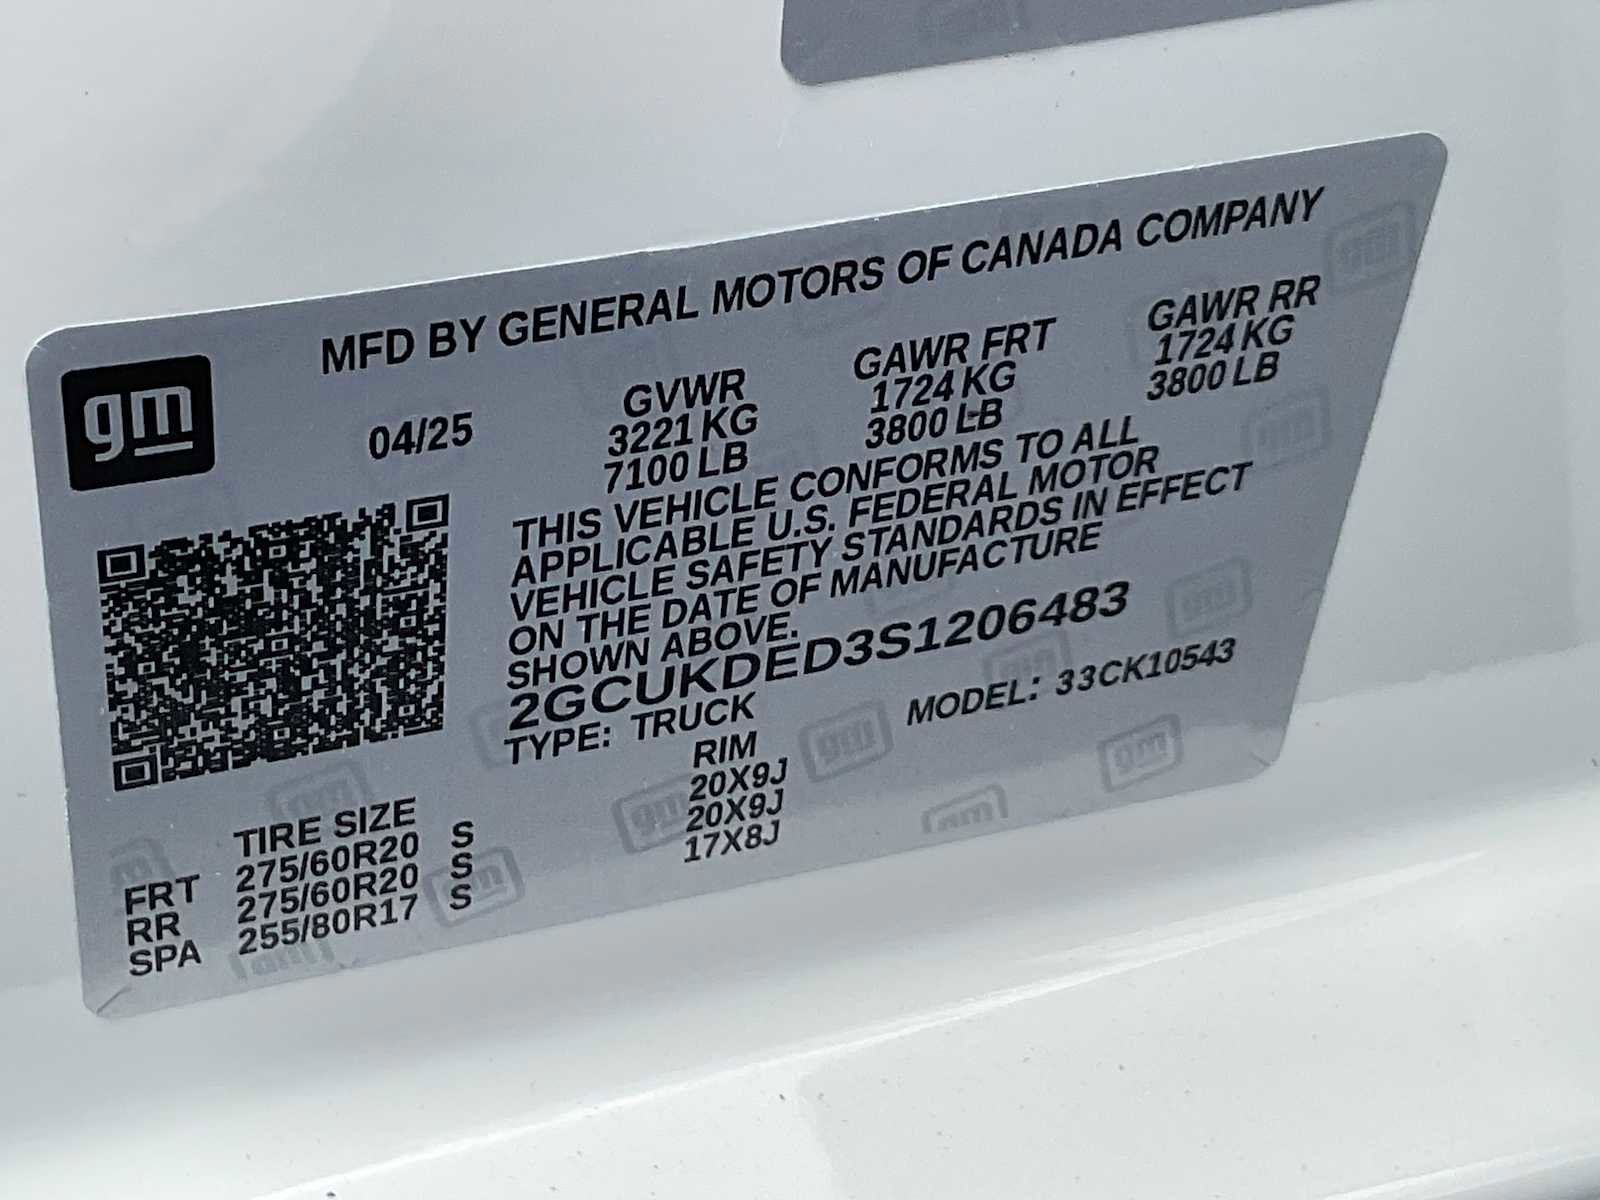 MFD BY GENERAL MOTORS OF CANADA COMPANY
gm
04/25
GVWR GAWR FRT GAWR RR
3221 KG 1724 KG 1724 KG
7100 LB 3800 LB 3800 LB
THIS VEHICLE CONFORMS TO ALL
APPLICABLE U.S. FEDERAL MOTOR
VEHICLE SAFETY STANDARDS IN EFFECT
ON THE DATE OF MANUFACTURE
SHOWN ABOVE.
2GCUKDED3S1206483
TYPE: TRUCK MODEL: 33CK10543
TIRE SIZE RIM
FRT 275/60R20 S 20X9J
RR 275/60R20 S 20X9J
SPA 255/80R17 S 17X8J